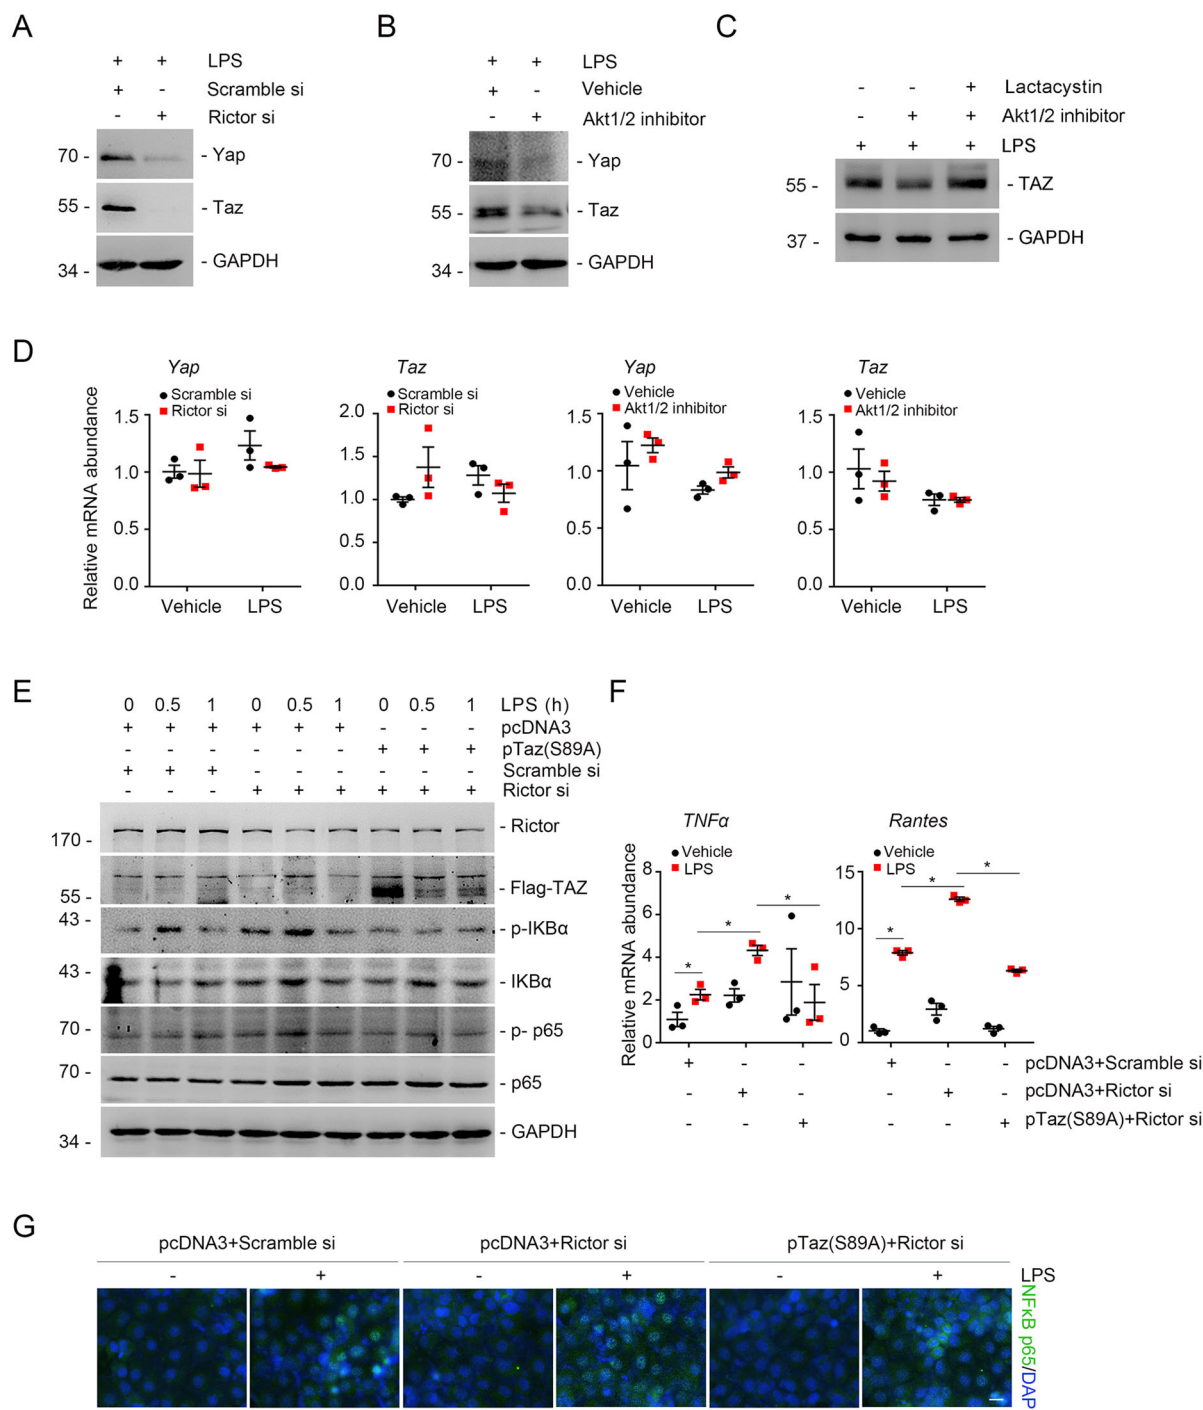 A
+ + LPS
+ - Scramble si
- + Rictor si
70 - - Yap
55 - - Taz
34 - - GAPDH
B
+ + LPS
+ - Vehicle
- + Akt1/2 inhibitor
70 - - Yap
55 - - Taz
43 - - GAPDH
C
- - + Lactacystin
- + + Akt1/2 inhibitor
+ + + LPS
55 - - TAZ
37 - - GAPDH
D
Relative mRNA abundance
Yap
Scramble si
Rictor si
1.5
1.0
0.5
0.0
Vehicle LPS
Taz
Scramble si
Rictor si
2.0
1.5
1.0
0.5
0.0
Vehicle LPS
Yap
Vehicle
Akt1/2 inhibitor
1.5
1.0
0.5
0.0
Vehicle LPS
Taz
Vehicle
Akt1/2 inhibitor
1.5
1.0
0.5
0.0
Vehicle LPS
E
0 0.5 1 0 0.5 1 0 0.5 1 LPS (h)
+ + + + + + - - - pcDNA3
- - - - - - + + + pTaz(S89A)
+ + + - - - - - - Scramble si
- - - + + + + + + Rictor si
170 - - Rictor
55 - - Flag-TAZ
43 - - p-IKBα
43 - - IKBα
70 - - p- p65
70 - - p65
34 - - GAPDH
F
Relative mRNA abundance
TNFα
Vehicle
LPS
8
6
4
2
0
* * *
Rantes
Vehicle
LPS
15
10
5
0
* * *
+ - - + - - pcDNA3+Scramble si
- + - - + - pcDNA3+Rictor si
- - + - - + pTaz(S89A)+Rictor si
G
pcDNA3+Scramble si pcDNA3+Rictor si pTaz(S89A)+Rictor si
- + - + - + LPS
NFκB p65/DAP